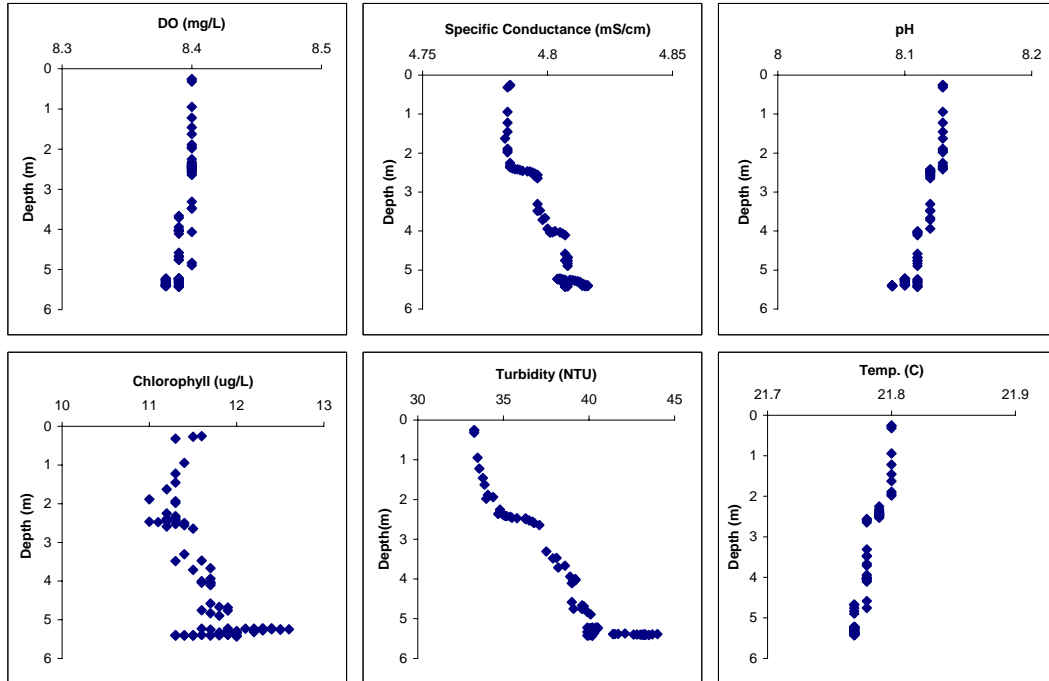 DO (mg/L)
8.3 8.4 8.5
0
1
2
3
4
5
6
Depth (m)
Specific Conductance (mS/cm)
4.75 4.8 4.85
0
1
2
3
4
5
6
Depth (m)
pH
8 8.1 8.2
0
1
2
3
4
5
6
Depth (m)
Chlorophyll (ug/L)
10 11 12 13
0
1
2
3
4
5
6
Depth (m)
Turbidity (NTU)
30 35 40 45
0
1
2
3
4
5
6
Depth(m)
Temp. (C)
21.7 21.8 21.9
0
1
2
3
4
5
6
Depth (m)